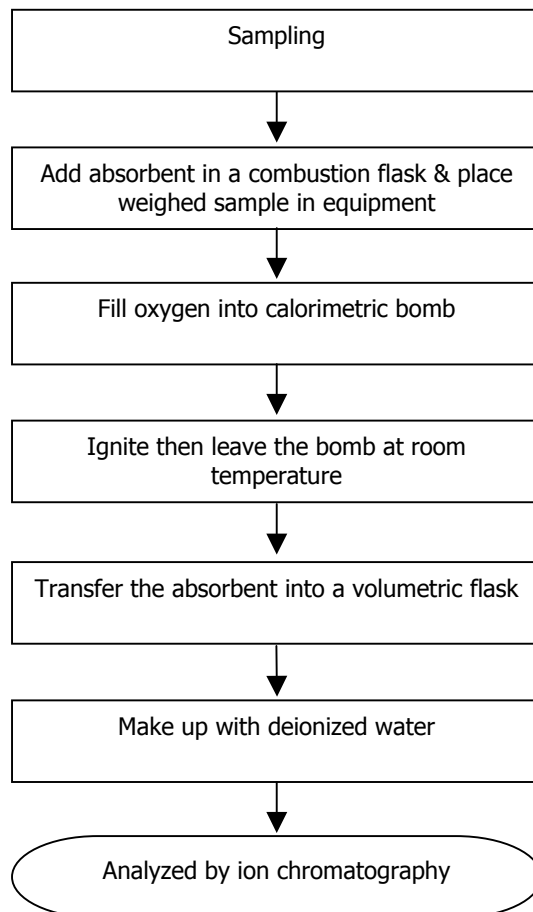 Sampling
Add absorbent in a combustion flask & place
weighed sample in equipment
Fill oxygen into calorimetric bomb
Ignite then leave the bomb at room
temperature
Transfer the absorbent into a volumetric flask
Make up with deionized water
Analyzed by ion chromatography